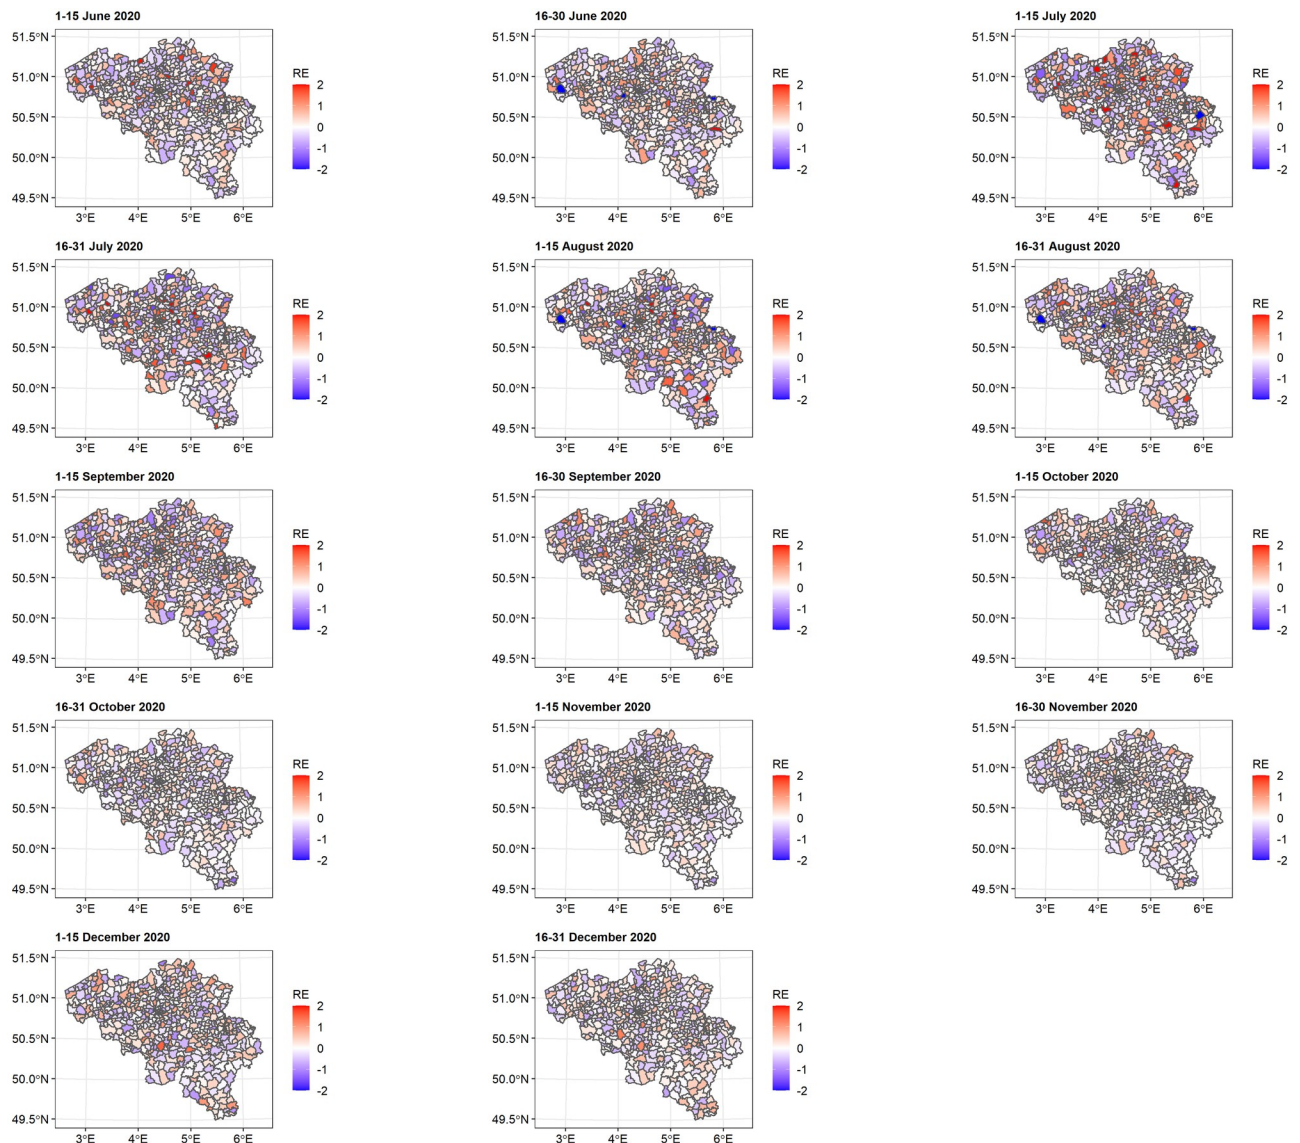 1-15 June 2020
16-30 June 2020
1-15 July 2020
51.5°N
51.0°N
50.5°N
50.0°N
49.5°N
3°E 4°E 5°E 6°E
RE
2
1
0
-1
-2
51.5°N
51.0°N
50.5°N
50.0°N
49.5°N
3°E 4°E 5°E 6°E
RE
2
1
0
-1
-2
51.5°N
51.0°N
50.5°N
50.0°N
49.5°N
3°E 4°E 5°E 6°E
RE
2
1
0
-1
-2
16-31 July 2020
1-15 August 2020
16-31 August 2020
51.5°N
51.0°N
50.5°N
50.0°N
49.5°N
3°E 4°E 5°E 6°E
RE
2
1
0
-1
-2
51.5°N
51.0°N
50.5°N
50.0°N
49.5°N
3°E 4°E 5°E 6°E
RE
2
1
0
-1
-2
51.5°N
51.0°N
50.5°N
50.0°N
49.5°N
3°E 4°E 5°E 6°E
RE
2
1
0
-1
-2
1-15 September 2020
16-30 September 2020
1-15 October 2020
51.5°N
51.0°N
50.5°N
50.0°N
49.5°N
3°E 4°E 5°E 6°E
RE
2
1
0
-1
-2
51.5°N
51.0°N
50.5°N
50.0°N
49.5°N
3°E 4°E 5°E 6°E
RE
2
1
0
-1
-2
51.5°N
51.0°N
50.5°N
50.0°N
49.5°N
3°E 4°E 5°E 6°E
RE
2
1
0
-1
-2
16-31 October 2020
1-15 November 2020
16-30 November 2020
51.5°N
51.0°N
50.5°N
50.0°N
49.5°N
3°E 4°E 5°E 6°E
RE
2
1
0
-1
-2
51.5°N
51.0°N
50.5°N
50.0°N
49.5°N
3°E 4°E 5°E 6°E
RE
2
1
0
-1
-2
51.5°N
51.0°N
50.5°N
50.0°N
49.5°N
3°E 4°E 5°E 6°E
RE
2
1
0
-1
-2
1-15 December 2020
16-31 December 2020
51.5°N
51.0°N
50.5°N
50.0°N
49.5°N
3°E 4°E 5°E 6°E
RE
2
1
0
-1
-2
51.5°N
51.0°N
50.5°N
50.0°N
49.5°N
3°E 4°E 5°E 6°E
RE
2
1
0
-1
-2